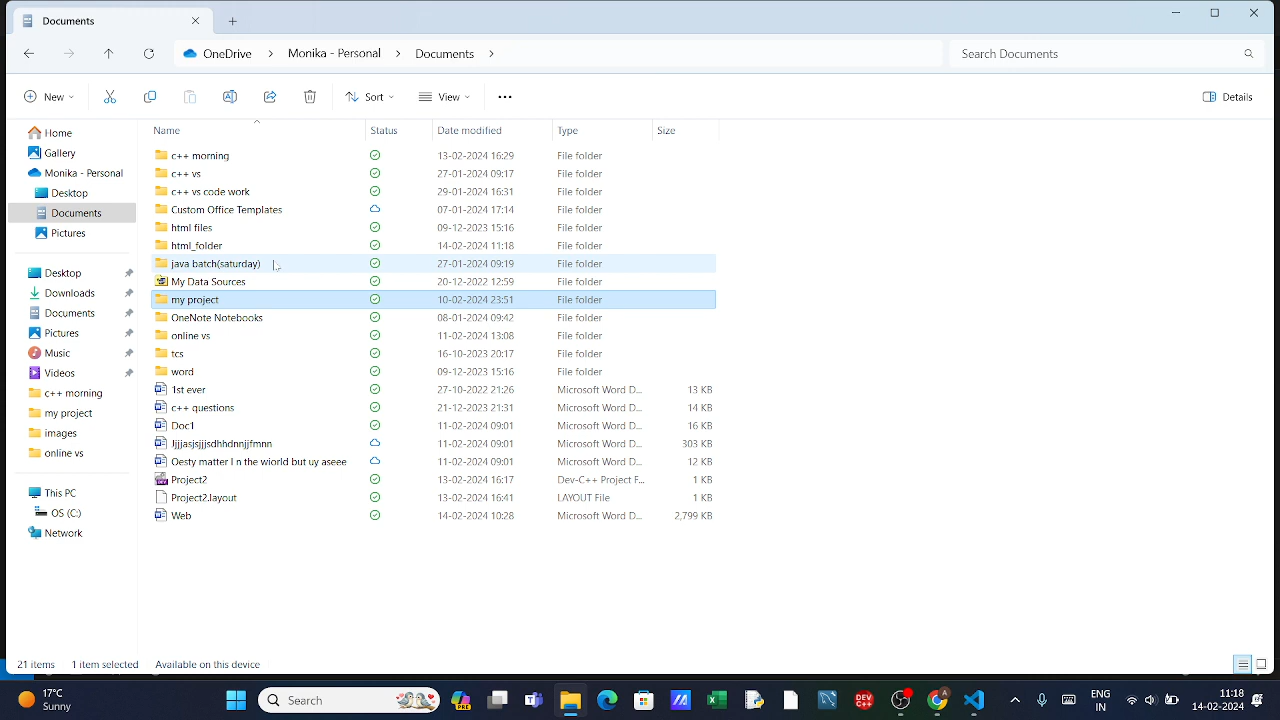 Documents
OneDrive > Monika - Personal > Documents >
Search Documents
New
Sort
View
Details
Name Status Date modified Type Size
Home
Gallery
Monika - Personal
Desktop
Documents
Pictures
Desktop
Downloads
Documents
Pictures
Music
Videos
c++ morning
my project
images
online vs
This PC
OS (C:)
Network
c++ morning 13-02-2024 16:29 File folder
c++ vs 27-01-2024 09:17 File folder
c++ vs code work 29-01-2024 16:31 File folder
Custom Office Templates 07-01-2024 17:14 File folder
html files 09-12-2023 15:16 File folder
html_folder 14-02-2024 11:18 File folder
java batch(saturday) 27-01-2024 09:19 File folder
My Data Sources 20-12-2022 12:59 File folder
my project 10-02-2024 23:51 File folder
OneNote Notebooks 08-01-2024 09:42 File folder
online vs 11-02-2024 13:08 File folder
tcs 16-10-2023 20:17 File folder
word 09-12-2023 15:16 File folder
1st ever 27-10-2022 21:26 Microsoft Word D... 13 KB
c++ questions 21-12-2023 21:31 Microsoft Word D... 14 KB
Doc1 11-02-2024 09:01 Microsoft Word D... 16 KB
11-02-2024 09:01 Microsoft Word D... 303 KB
Oesty matter I n the world but uy aseee 11-02-2024 09:01 Microsoft Word D... 12 KB
Project2 13-02-2024 16:17 Dev-C++ Project F... 1 KB
Project2.layout 13-02-2024 16:41 LAYOUT File 1 KB
Web 14-02-2024 10:28 Microsoft Word D... 2,799 KB
21 items 1 item selected Available on this device
17°C
Sunny
Search
DEV
C++
A
ENG
IN
11:18
14-02-2024